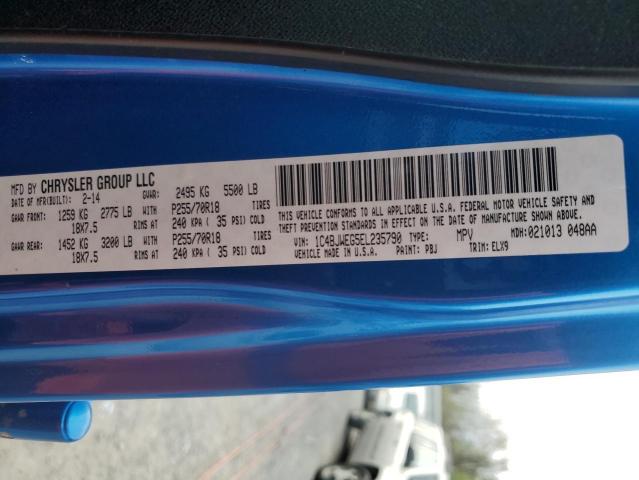 MFD BY CHRYSLER GROUP LLC
DATE OF MFR(BUILT): 2-14 GVWR: 2495 KG 5500 LB
GAWR FRONT: 1259 KG 2775 LB WITH P255/70R18 TIRES
18X7.5 RIMS AT 240 KPA ( 35 PSI) COLD
GAWR REAR: 1452 KG 3200 LB WITH P255/70R18 TIRES
18X7.5 RIMS AT 240 KPA ( 35 PSI) COLD
THIS VEHICLE CONFORMS TO ALL APPLICABLE U.S.A. FEDERAL MOTOR VEHICLE SAFETY AND
THEFT PREVENTION STANDARDS IN EFFECT ON THE DATE OF MANUFACTURE SHOWN ABOVE.
VIN: 1C4BJWEG5EL235790 TYPE: MPV MDH: 021013 048AA
VEHICLE MADE IN U.S.A. PAINT: PBJ TRIM: ELX9